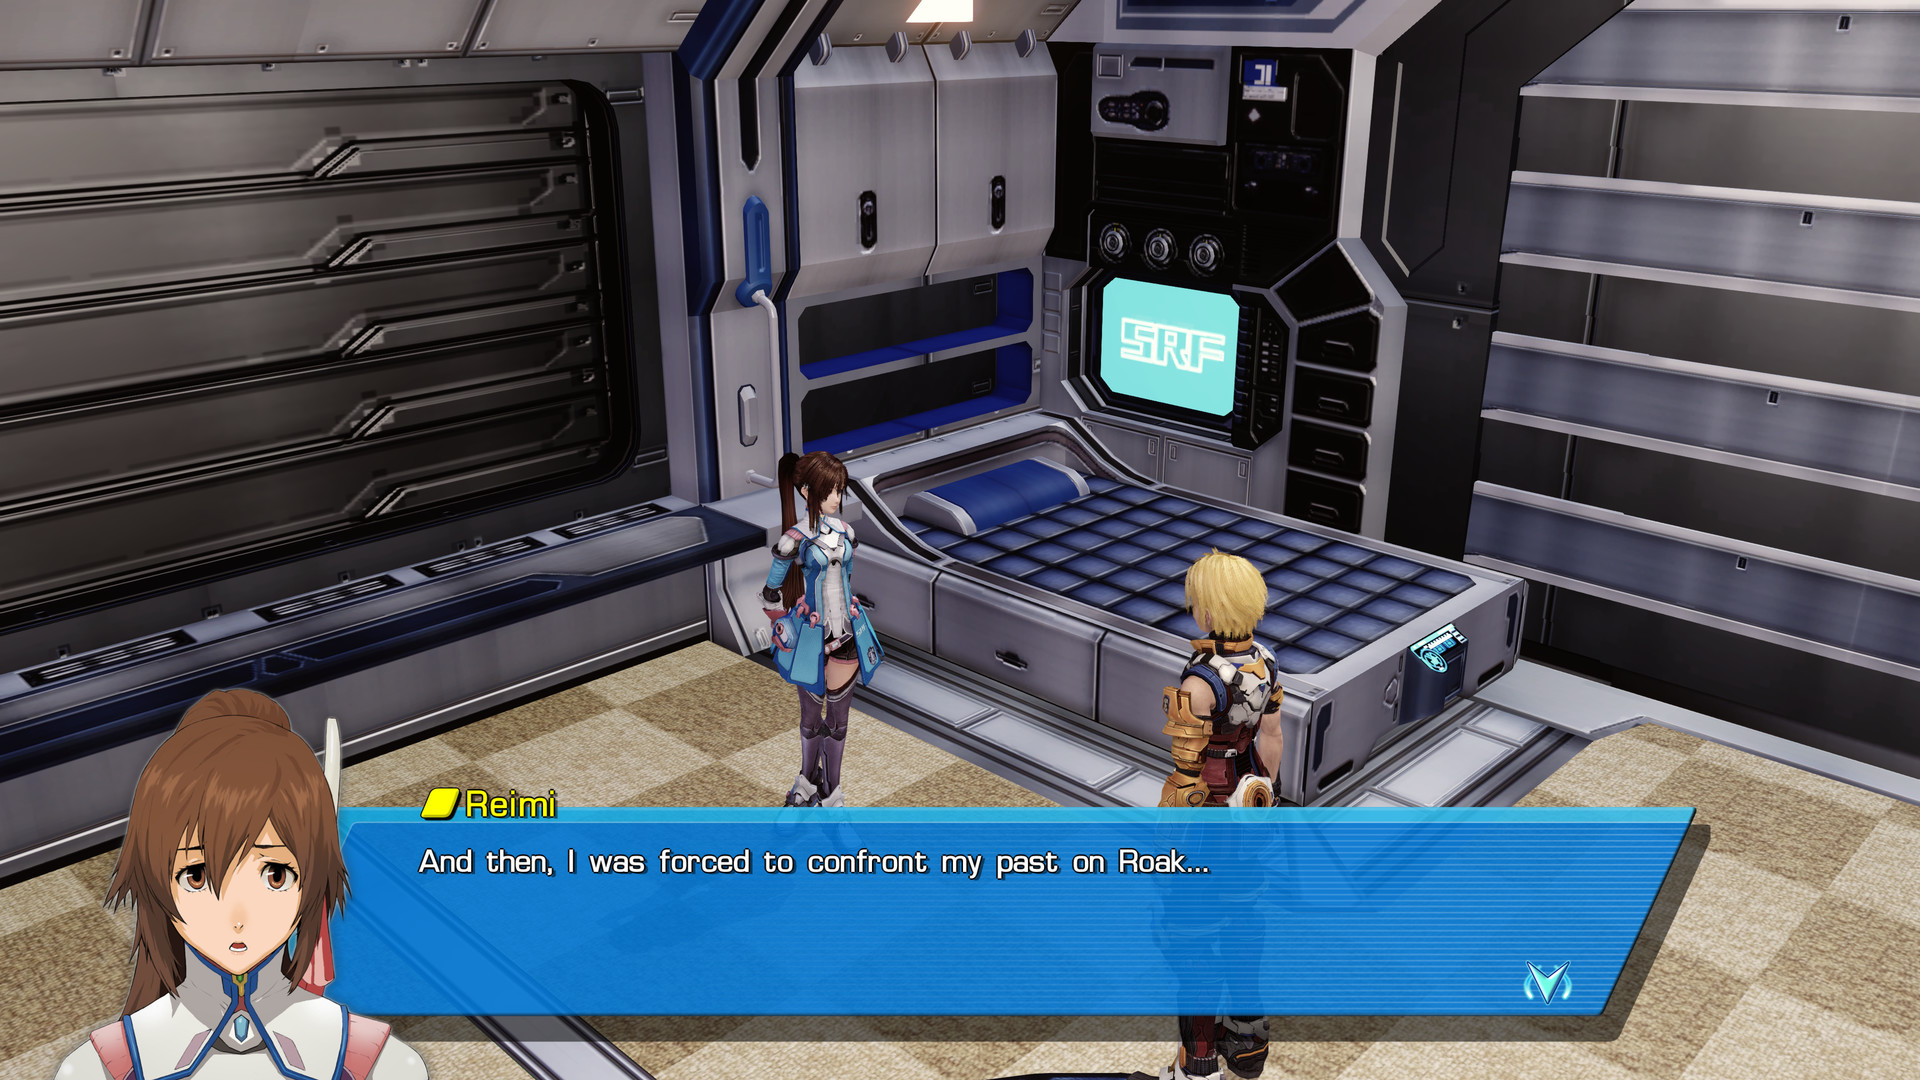 SRF
Reimi
And then, I was forced to confront my past on Roak...